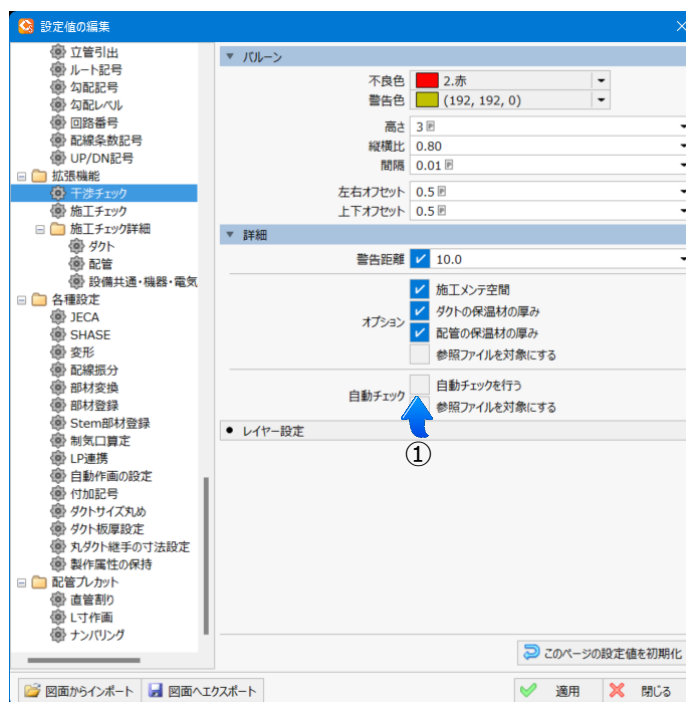 設定値の編集
立管引出
ルート記号
勾配記号
勾配レベル
回路番号
配線条数記号
UP/DN記号
拡張機能
干渉チェック
施工チェック
施工チェック詳細
ダクト
配管
設備共通・機器・電気
各種設定
JECA
SHASE
変形
配線振分
部材変換
部材登録
Stem部材登録
制気口算定
LP連携
自動作画の設定
付加記号
ダクトサイズ丸め
ダクト板厚設定
丸ダクト継手の寸法設定
製作属性の保持
配管プレカット
直管割り
L寸作画
ナンバリング
バルーン
不良色 2.赤
警告色 (192, 192, 0)
高さ 3 P
縦横比 0.80
間隔 0.01 P
左右オフセット 0.5 P
上下オフセット 0.5 P
詳細
警告距離 10.0
オプション
施工メンテ空間
ダクトの保温材の厚み
配管の保温材の厚み
参照ファイルを対象にする
自動チェック
自動チェックを行う
参照ファイルを対象にする
レイヤー設定
①
このページの設定値を初期化
図面からインポート 図面へエクスポート 適用 閉じる